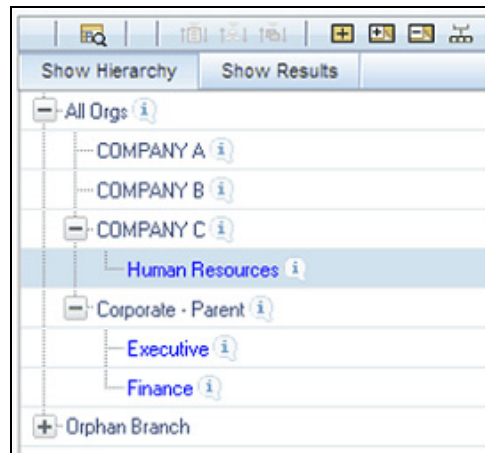 Show Hierarchy Show Results
All Orgs
COMPANY A
COMPANY B
COMPANY C
Human Resources
Corporate - Parent
Executive
Finance
Orphan Branch